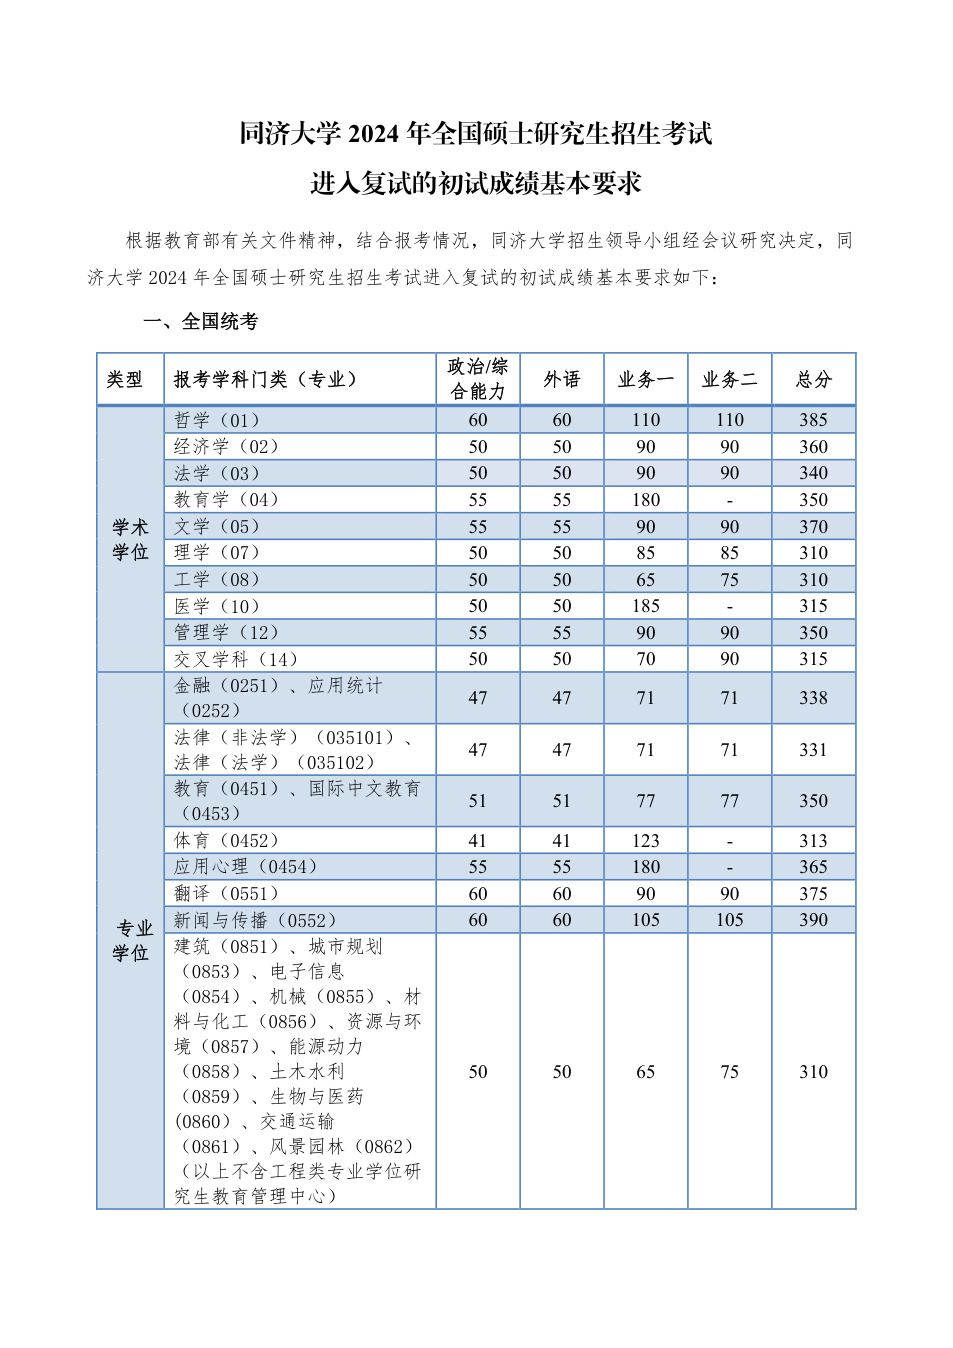 同济大学 2024 年全国硕士研究生招生考试
进入复试的初试成绩基本要求
根据教育部有关文件精神，结合报考情况，同济大学招生领导小组经会议研究决定，同
济大学 2024 年全国硕士研究生招生考试进入复试的初试成绩基本要求如下：
一、全国统考
类型 报考学科门类（专业） 政治/综 外语 业务一 业务二 总分
合能力
哲学（01） 60 60 110 110 385
经济学（02） 50 50 90 90 360
法学（03） 50 50 90 90 340
教育学（04） 55 55 180 - 350
学术 文学（05） 55 55 90 90 370
学位 理学（07） 50 50 85 85 310
工学（08） 50 50 65 75 310
医学（10） 50 50 185 - 315
管理学（12） 55 55 90 90 350
交叉学科（14） 50 50 70 90 315
金融（0251）、应用统计
（0252） 47 47 71 71 338
法律（非法学）（035101）、
法律（法学）（035102） 47 47 71 71 331
教育（0451）、国际中文教育
（0453） 51 51 77 77 350
体育（0452） 41 41 123 - 313
应用心理（0454） 55 55 180 - 365
翻译（0551） 60 60 90 90 375
专业 新闻与传播（0552） 60 60 105 105 390
学位 建筑（0851）、城市规划
（0853）、电子信息
（0854）、机械（0855）、材
料与化工（0856）、资源与环
境（0857）、能源动力
（0858）、土木水利 50 50 65 75 310
（0859）、生物与医药
(0860）、交通运输
（0861）、风景园林（0862）
（以上不含工程类专业学位研
究生教育管理中心）